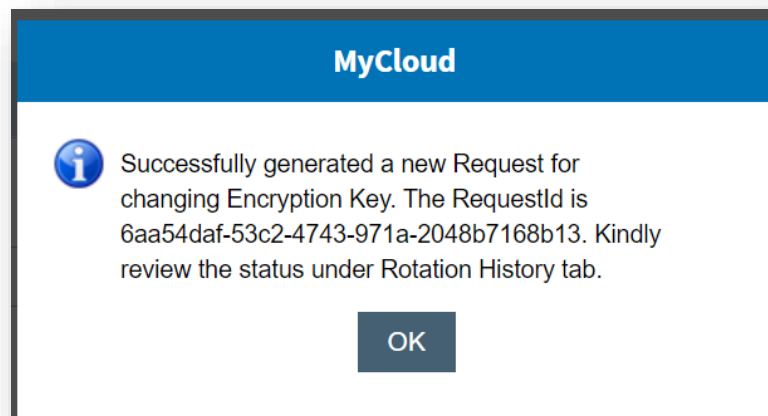 MyCloud
Successfully generated a new Request for
changing Encryption Key. The RequestId is
6aa54daf-53c2-4743-971a-2048b7168b13. Kindly
review the status under Rotation History tab.
OK